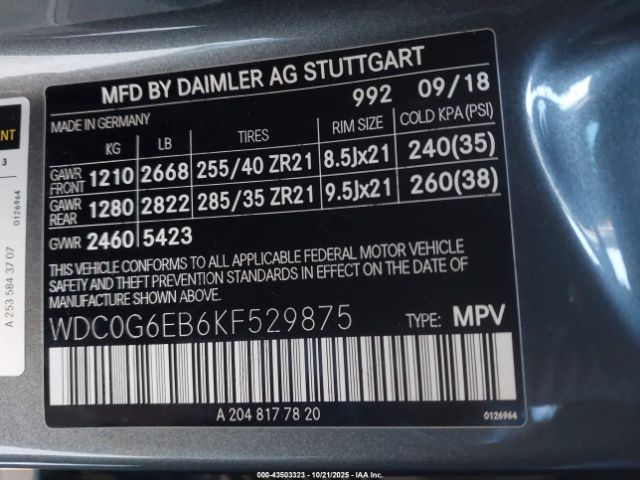 MFD BY DAIMLER AG STUTTGART
992 09/18
MADE IN GERMANY
KG LB TIRES RIM SIZE COLD KPA (PSI)
GAWR FRONT 1210 2668 255/40 ZR21 8.5Jx21 240(35)
GAWR REAR 1280 2822 285/35 ZR21 9.5Jx21 260(38)
GVWR 2460 5423
THIS VEHICLE CONFORMS TO ALL APPLICABLE FEDERAL MOTOR VEHICLE SAFETY
AND THEFT PREVENTION STANDARDS IN EFFECT ON THE DATE OF
MANUFACTURE SHOWN ABOVE.
WDC0G6EB6KF529875 TYPE: MPV
A 204 817 78 20
0126964
3
0126964
A 253 584 37 07
000-43503323 - 10/21/2025 - IAA Inc.